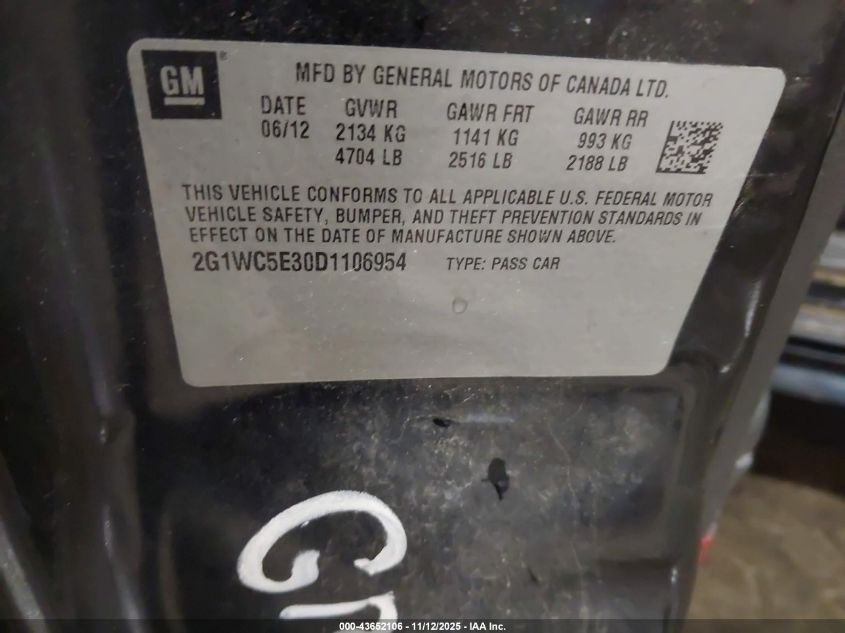 GM ®
MFD BY GENERAL MOTORS OF CANADA LTD.
DATE GVWR GAWR FRT GAWR RR
06/12 2134 KG 1141 KG 993 KG
4704 LB 2516 LB 2188 LB
THIS VEHICLE CONFORMS TO ALL APPLICABLE U.S. FEDERAL MOTOR
VEHICLE SAFETY, BUMPER, AND THEFT PREVENTION STANDARDS IN
EFFECT ON THE DATE OF MANUFACTURE SHOWN ABOVE.
2G1WC5E30D1106954 TYPE: PASS CAR
000-43652106 - 11/12/2025 - IAA Inc.